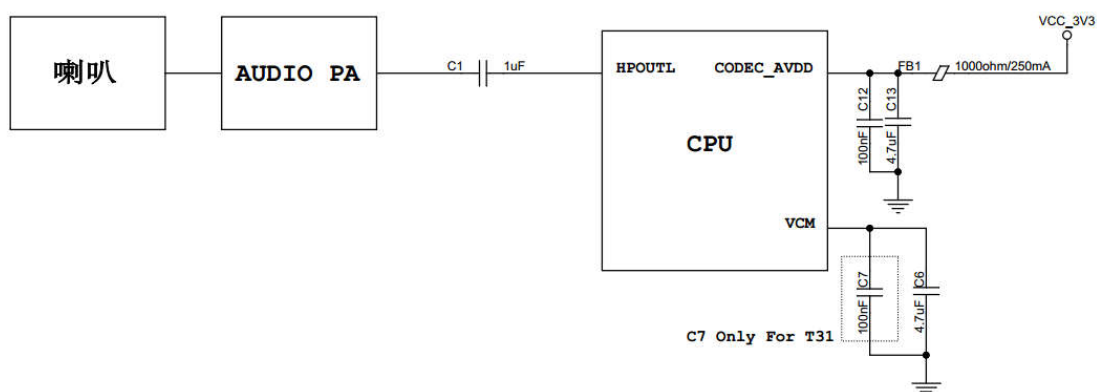 VCC_3V3
喇叭
AUDIO PA
C1
1uF
HPOUTL
CODEC_AVDD
FB1
1000ohm/250mA
C12
100nF
C13
4.7uF
CPU
VCM
C7
100nF
C6
4.7uF
C7 Only For T31